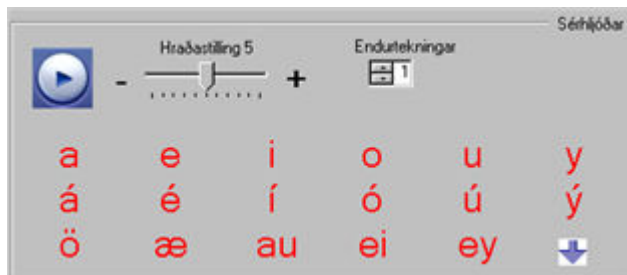 Sérhljóðar
Hraðastilling 5 Endurtekningar
- + 1
a e i o u y
á é í ó ú ý
ö æ au ei ey